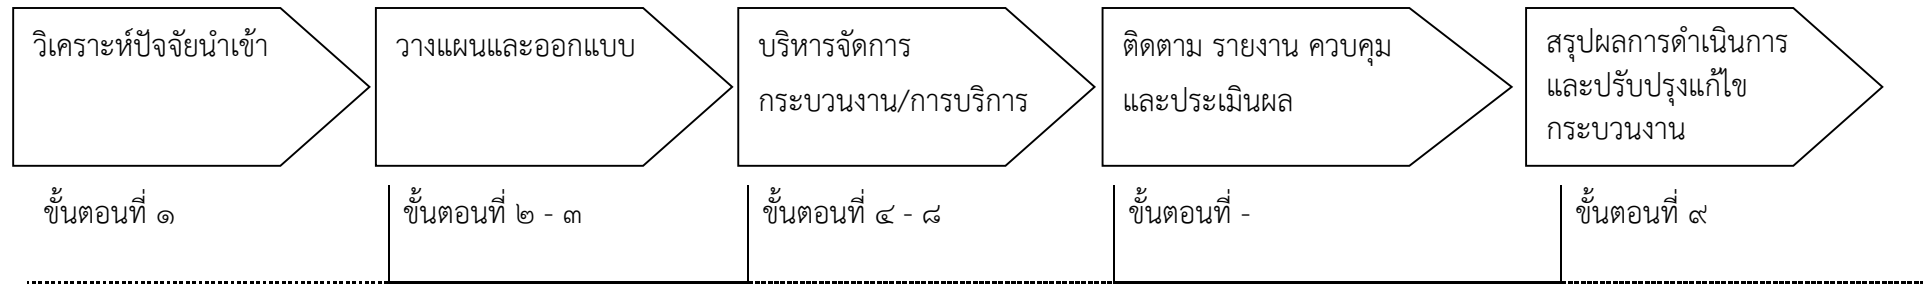 วิเคราะห์ปัจจัยนำเข้า
วางแผนและออกแบบ
บริหารจัดการ
กระบวนงาน/การบริการ
ติดตาม รายงาน ควบคุม
และประเมินผล
สรุปผลการดำเนินการ
และปรับปรุงแก้ไข
กระบวนงาน
ขั้นตอนที่ ๑
ขั้นตอนที่ ๒ - ๓
ขั้นตอนที่ ๔ - ๘
ขั้นตอนที่ -
ขั้นตอนที่ ๙